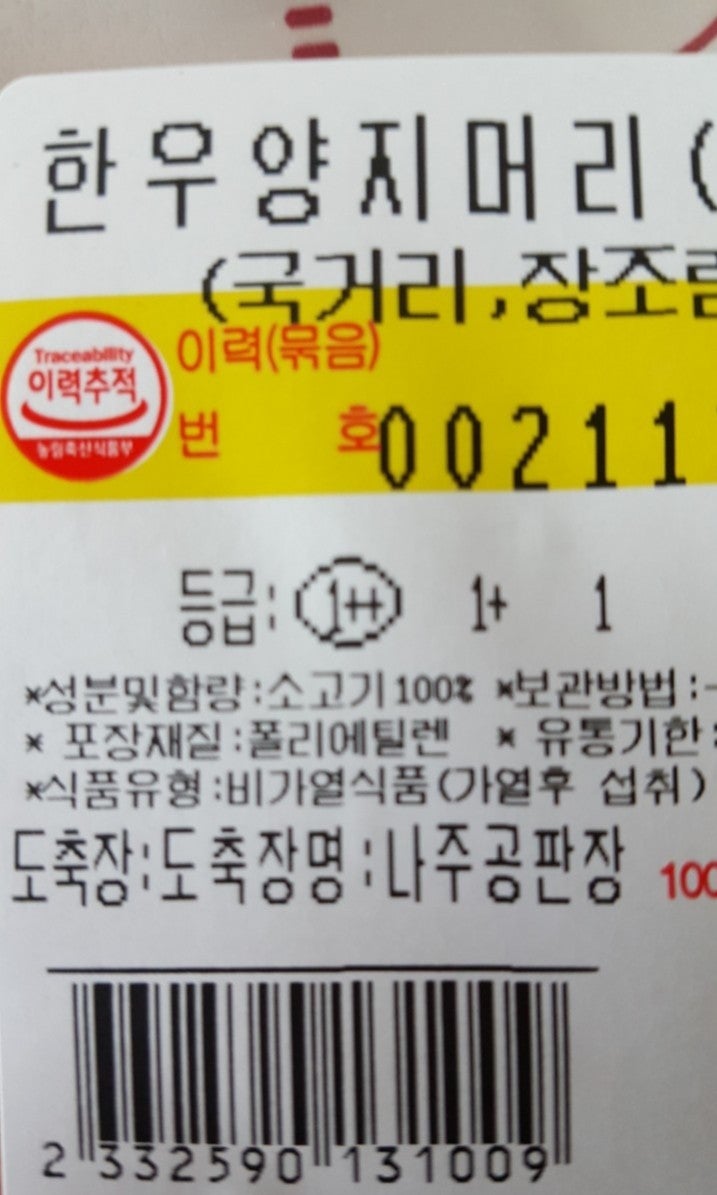 한우양지머리(
(국거리,장조림
Traceability
이력추적
농림축산식품부
이력(묶음)
번 호 00211
등급: 1++ 1+ 1
*성분및함량:소고기100% *보관방법:-
* 포장재질:폴리에틸렌 * 유통기한:
*식품유형:비가열식품(가열후 섭취)
도축장:도축장명:나주공판장 100
2 332590 131009